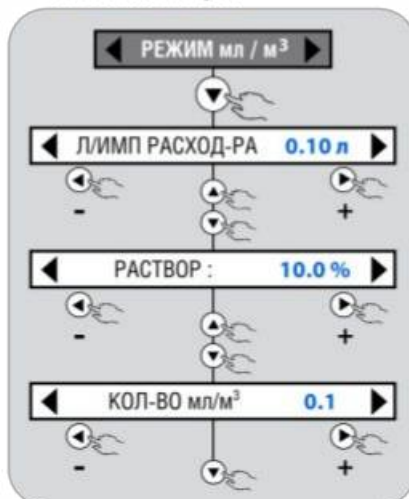 РЕЖИМ мл / м³
Л/ИМП РАСХОД-РА 0.10 л
- +
РАСТВОР : 10.0 %
- +
КОЛ-ВО мл/м³ 0.1
- +